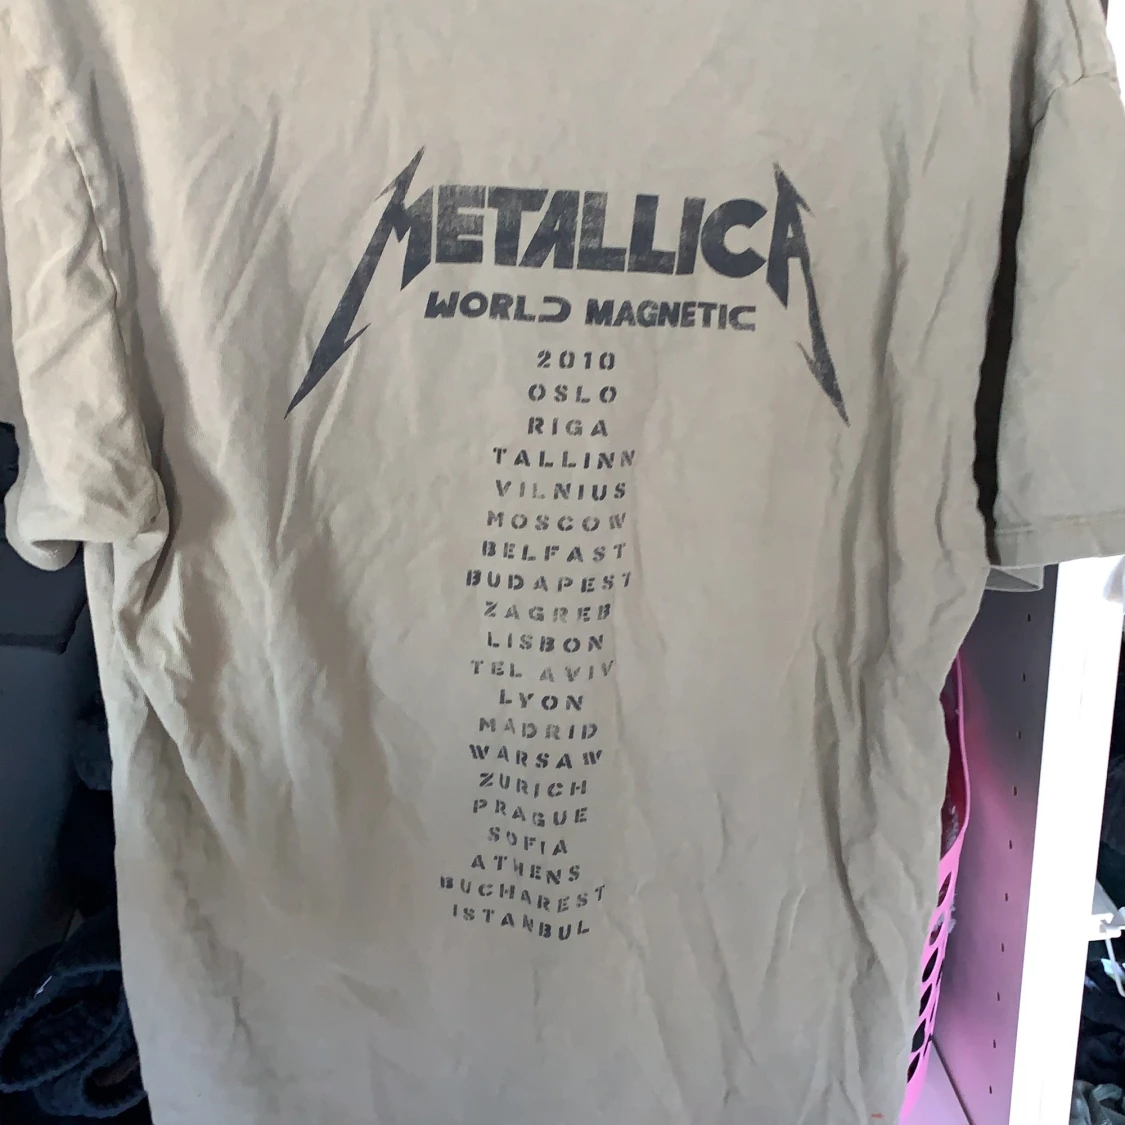 METALLICA
WORLD MAGNETIC
2010
OSLO
RIGA
TALLINN
VILNIUS
MOSCOW
BELFAST
BUDAPEST
ZAGREB
LISBON
TEL AVIV
LYON
MADRID
WARSAW
ZURICH
PRAGUE
SOFIA
ATHENS
BUCHAREST
ISTANBUL